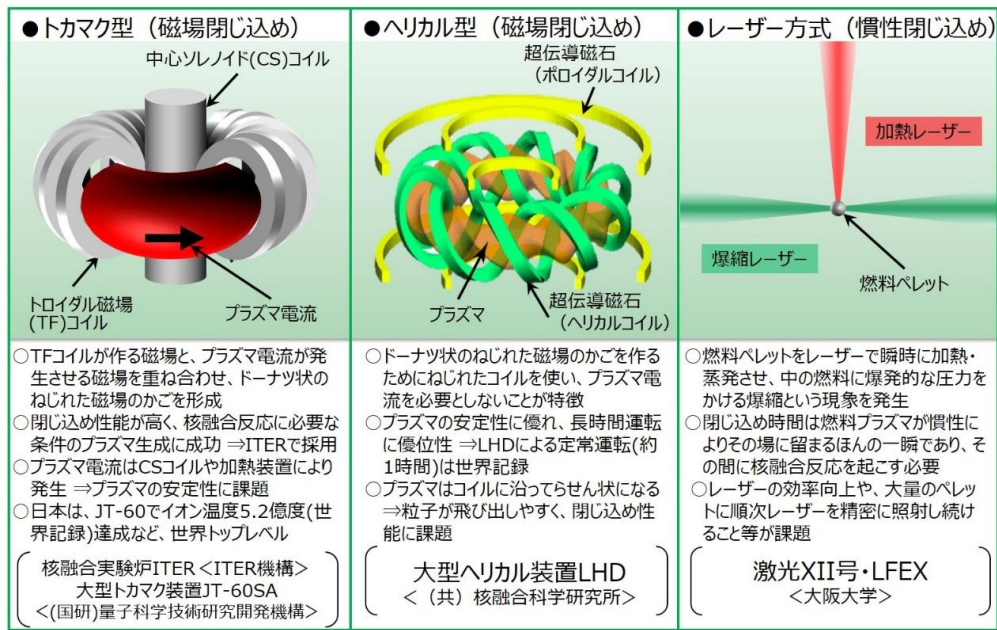 ●トカマク型（磁場閉じ込め）
中心ソレノイド(CS)コイル
トロイダル磁場
(TF)コイル
プラズマ電流
○TFコイルが作る磁場と、プラズマ電流が発
生させる磁場を重ね合わせ、ドーナツ状の
ねじれた磁場のかごを形成
○閉じ込め性能が高く、核融合反応に必要な
条件のプラズマ生成に成功 ⇒ITERで採用
○プラズマ電流はCSコイルや加熱装置により
発生 ⇒プラズマの安定性に課題
○日本は、JT-60でイオン温度5.2億度(世
界記録)達成など、世界トップレベル
核融合実験炉ITER＜ITER機構＞
大型トカマク装置JT-60SA
＜(国研)量子科学技術研究開発機構＞
●ヘリカル型（磁場閉じ込め）
超伝導磁石
（ポロイダルコイル）
プラズマ
超伝導磁石
（ヘリカルコイル）
○ドーナツ状のねじれた磁場のかごを作る
ためにねじれたコイルを使い、プラズマ電
流を必要としないことが特徴
○プラズマの安定性に優れ、長時間運転
に優位性 ⇒LHDによる定常運転(約
1時間)は世界記録
○プラズマはコイルに沿ってらせん状になる
⇒粒子が飛び出しやすく、閉じ込め性
能に課題
大型ヘリカル装置LHD
＜（共）核融合科学研究所＞
●レーザー方式（慣性閉じ込め）
加熱レーザー
爆縮レーザー
燃料ペレット
○燃料ペレットをレーザーで瞬時に加熱・
蒸発させ、中の燃料に爆発的な圧力を
かける爆縮という現象を発生
○閉じ込め時間は燃料プラズマが慣性に
よりその場に留まるほんの一瞬であり、そ
の間に核融合反応を起こす必要
○レーザーの効率向上や、大量のペレット
に順次レーザーを精密に照射し続
けること等が課題
激光XII号・LFEX
＜大阪大学＞